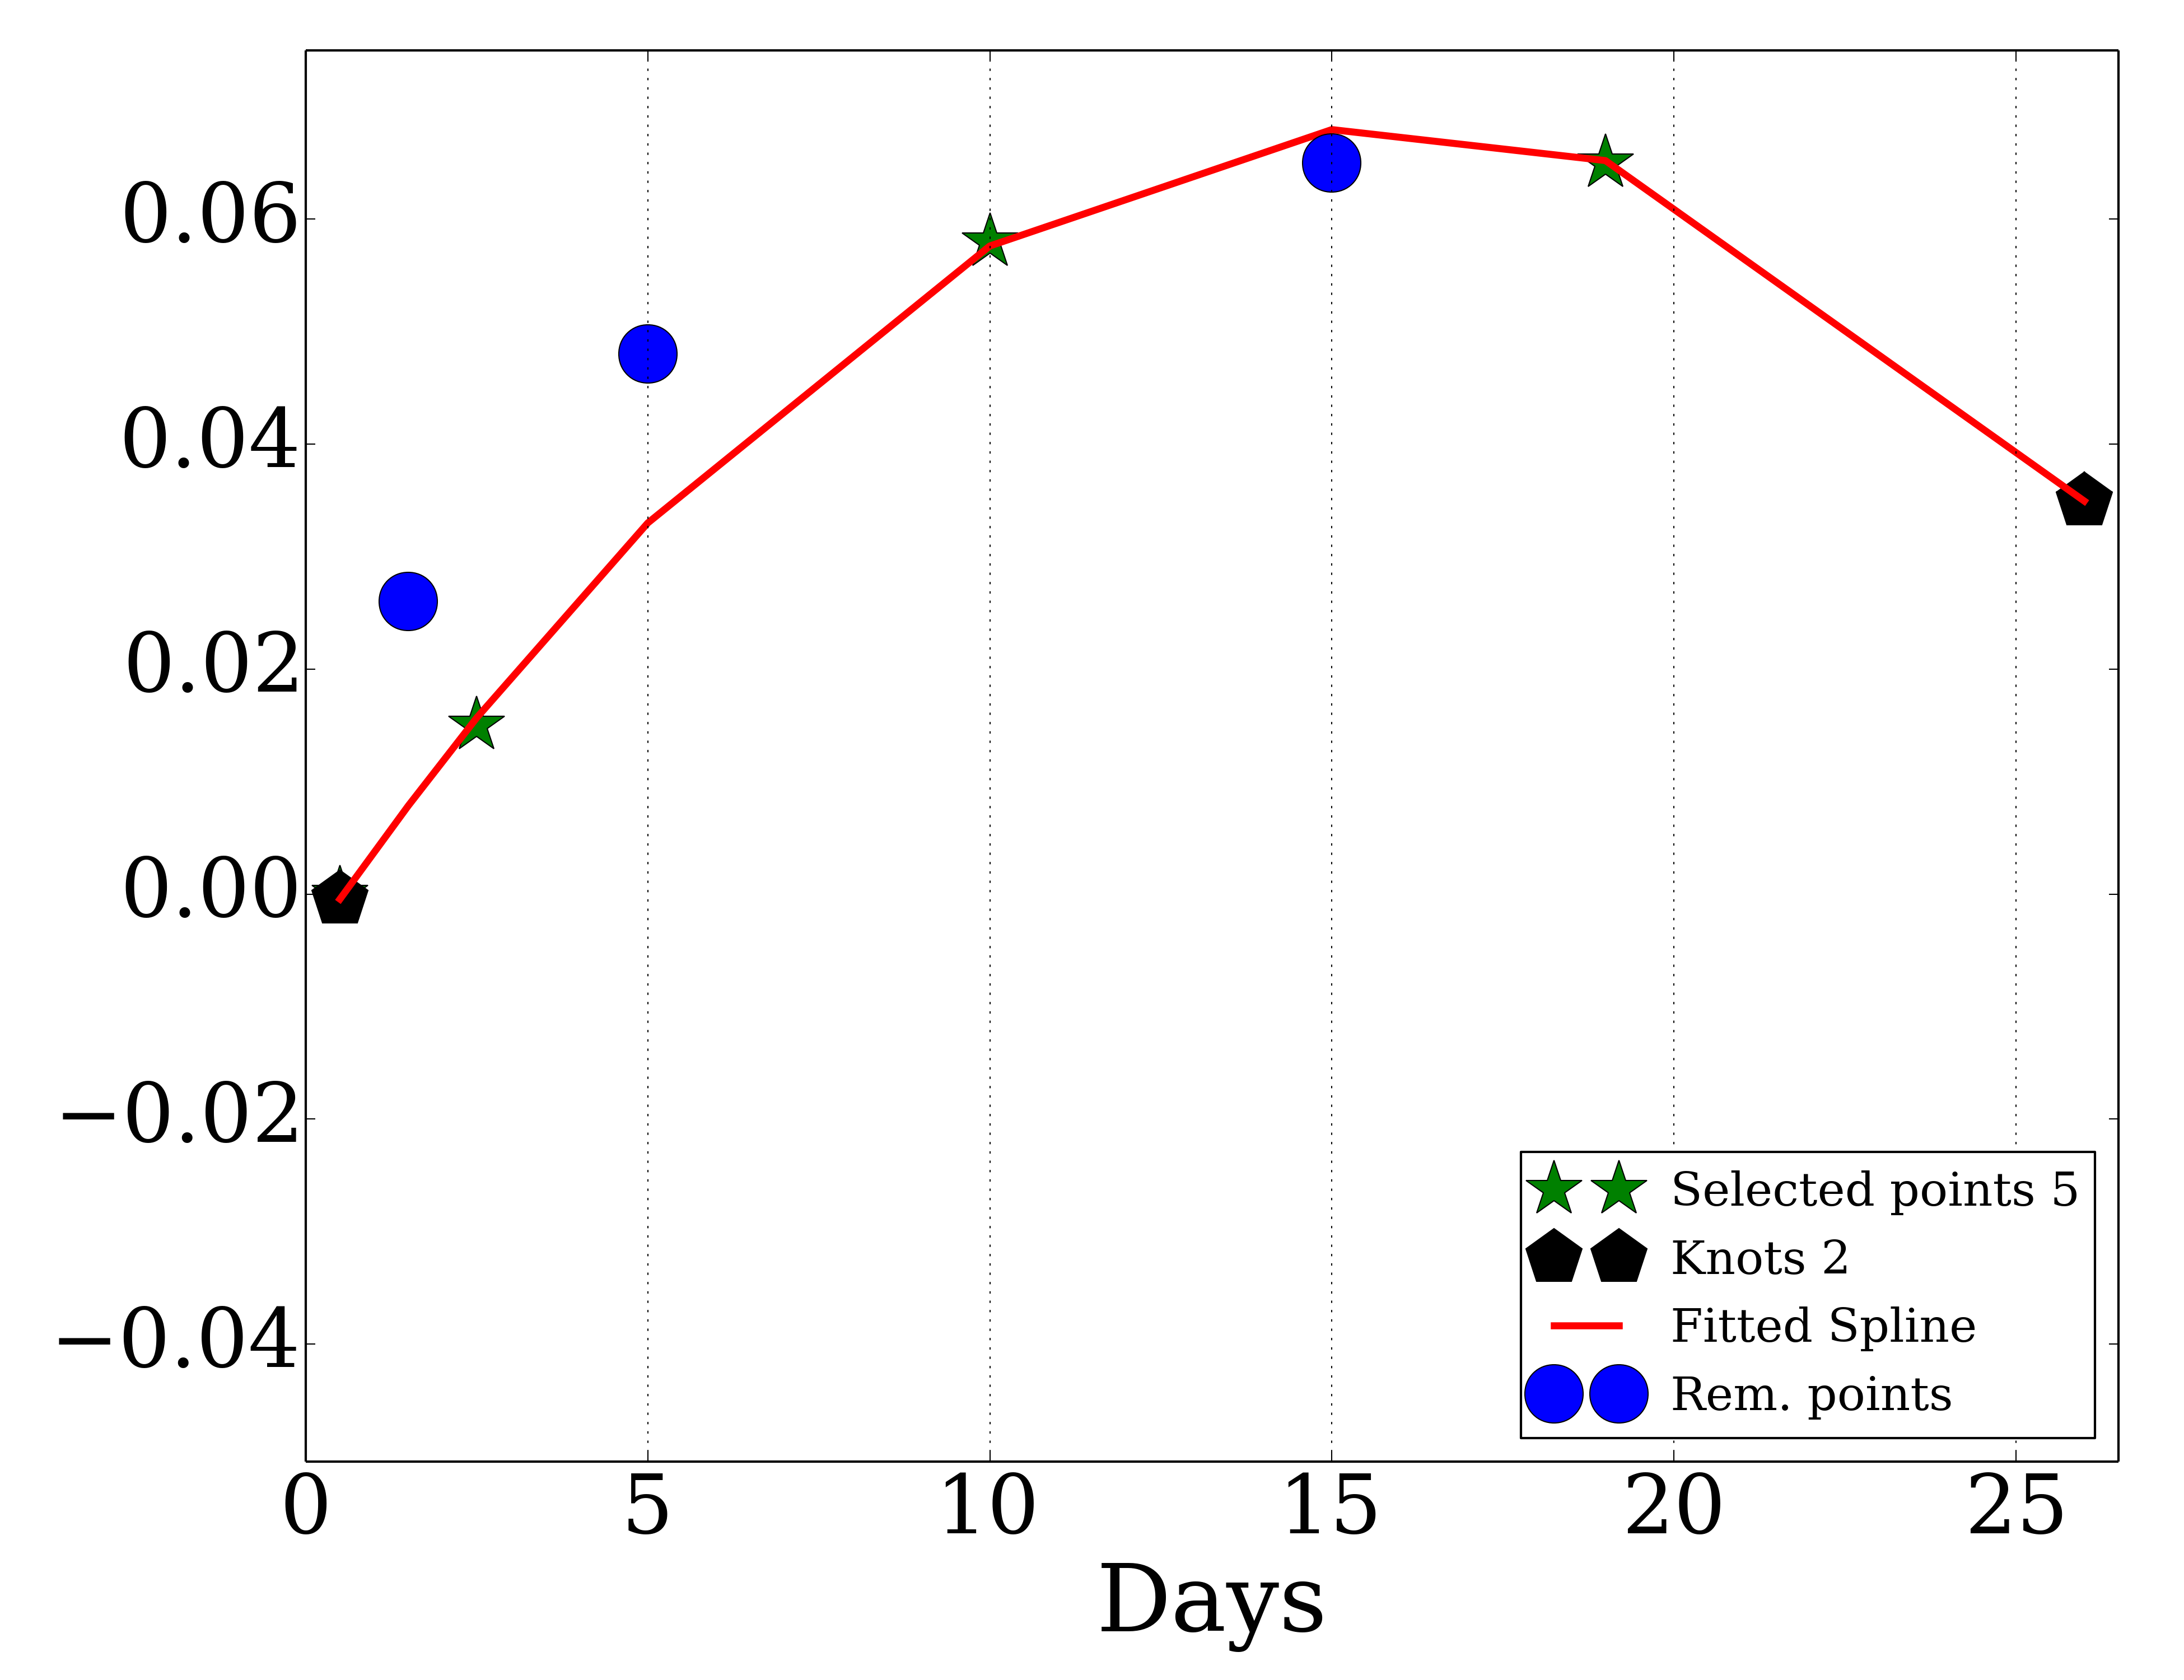 0.06
0.04
0.02
0.00
−0.02
−0.04
Selected points 5
Knots 2
Fitted Spline
Rem. points
0 5 10 15 20 25
Days